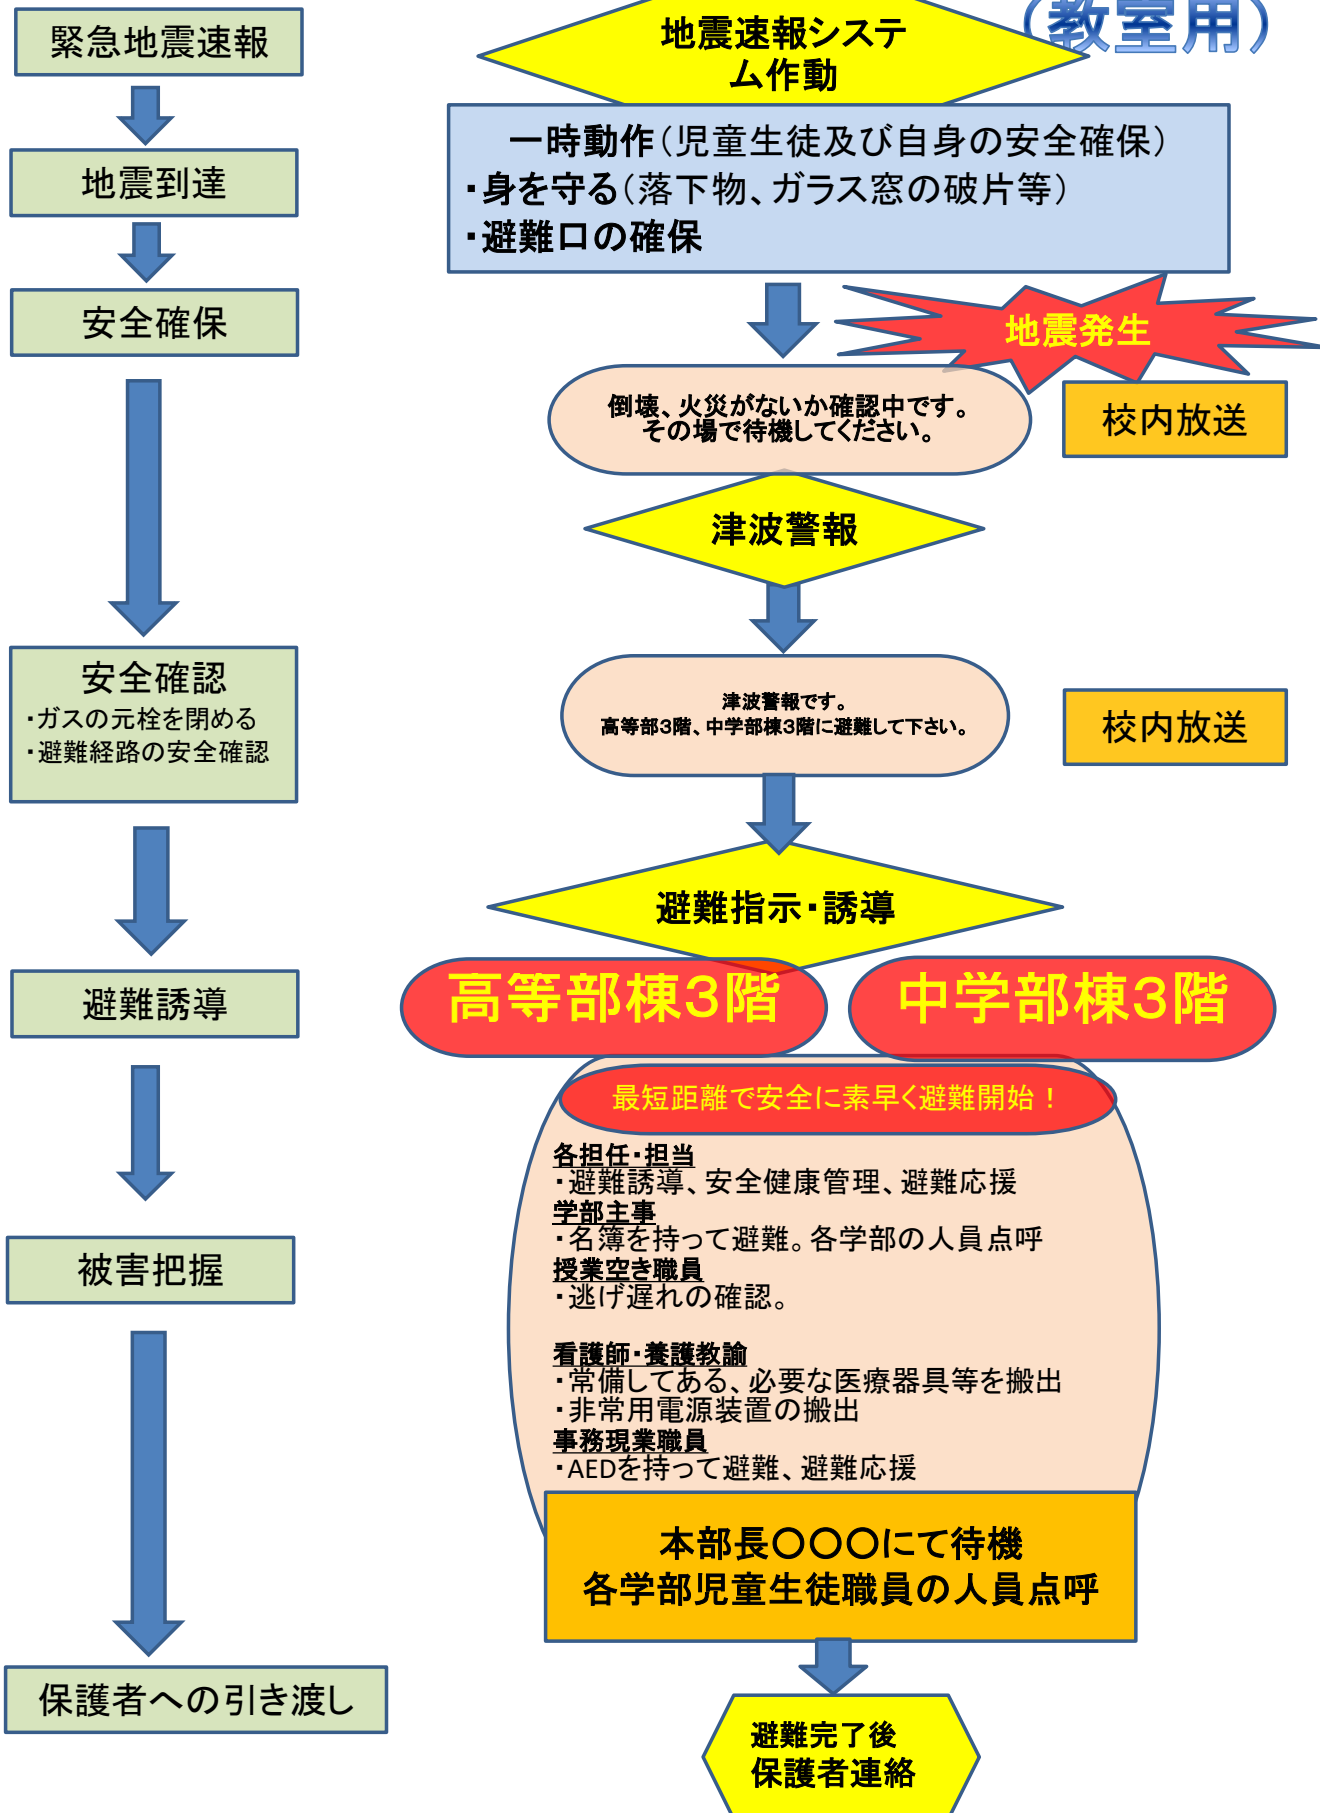 （教室用）
緊急地震速報
地震到達
安全確保
安全確認
・ガスの元栓を閉める
・避難経路の安全確認
避難誘導
被害把握
保護者への引き渡し
地震速報システ
ム作動
一時動作（児童生徒及び自身の安全確保）
・身を守る（落下物、ガラス窓の破片等）
・避難口の確保
地震発生
倒壊、火災がないか確認中です。
その場で待機してください。
校内放送
津波警報
津波警報です。
高等部3階、中学部棟3階に避難して下さい。
校内放送
避難指示・誘導
高等部棟３階
中学部棟３階
最短距離で安全に素早く避難開始！
各担任・担当
・避難誘導、安全健康管理、避難応援
学部主事
・名簿を持って避難。各学部の人員点呼
授業空き職員
・逃げ遅れの確認。
看護師・養護教諭
・常備してある、必要な医療器具等を搬出
・非常用電源装置の搬出
事務現業職員
・AEDを持って避難、避難応援
本部長〇〇〇にて待機
各学部児童生徒職員の人員点呼
避難完了後
保護者連絡